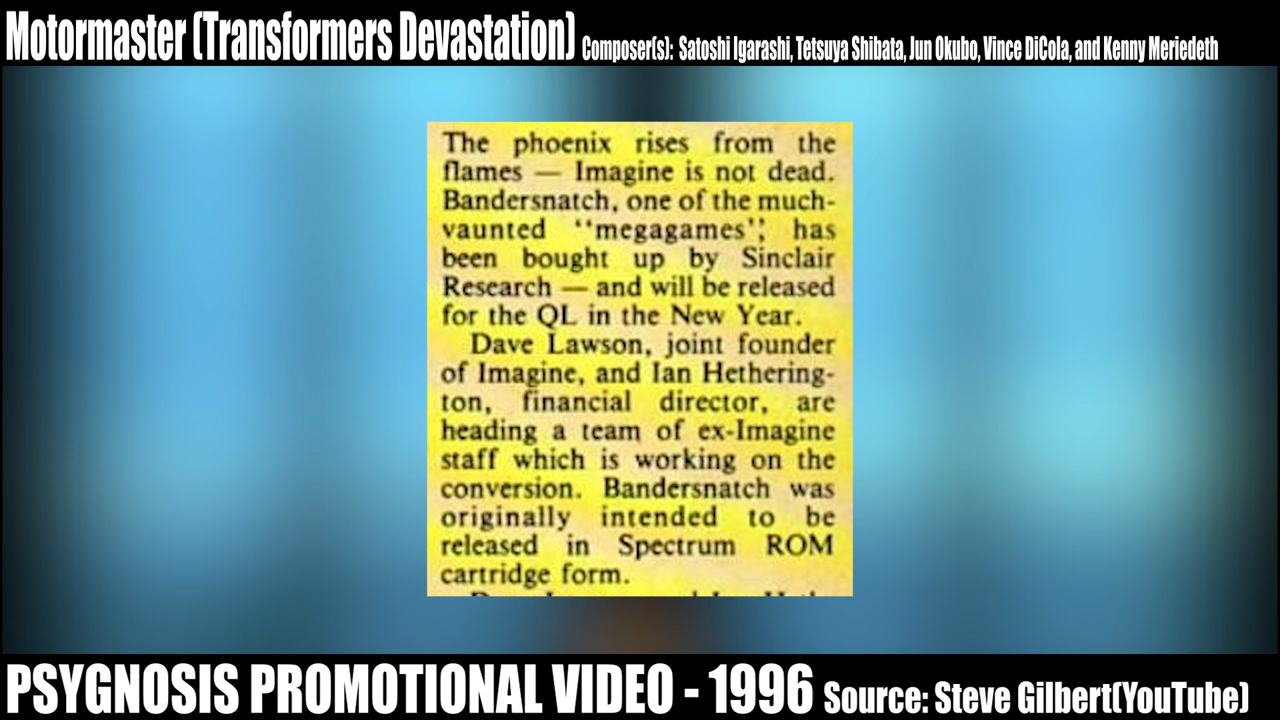 Motormaster (Transformers Devastation) Composer(s): Satoshi Igarashi, Tetsuya Shibata, Jun Okubo, Vince DiCola, and Kenny Meriedeth
The phoenix rises from the
flames — Imagine is not dead.
Bandersnatch, one of the much-
vaunted ‘‘megagames’’, has
been bought up by Sinclair
Research — and will be released
for the QL in the New Year.
Dave Lawson, joint founder
of Imagine, and Ian Hethering-
ton, financial director, are
heading a team of ex-Imagine
staff which is working on the
conversion. Bandersnatch was
originally intended to be
released in Spectrum ROM
cartridge form.
PSYGNOSIS PROMOTIONAL VIDEO - 1996 Source: Steve Gilbert(YouTube)